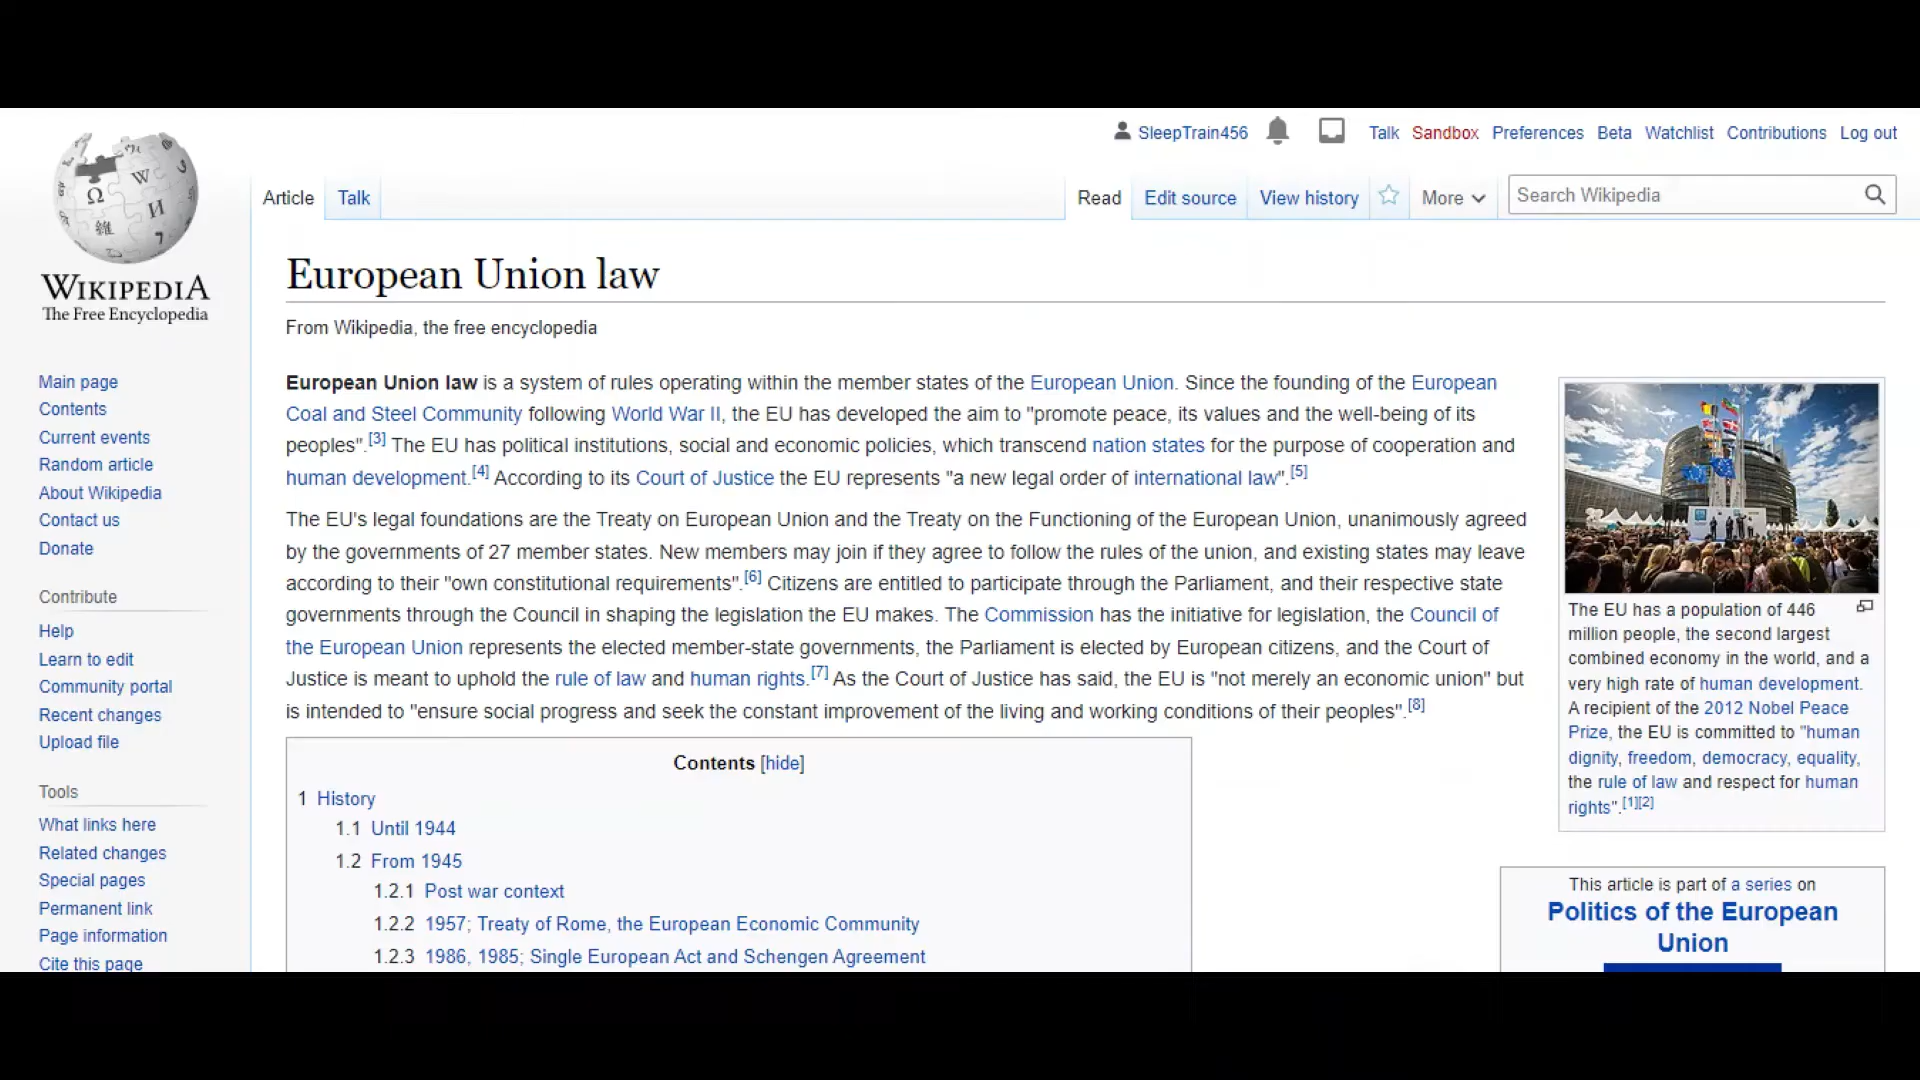 SleepTrain456 Talk Sandbox Preferences Beta Watchlist Contributions Log out
Article Talk Read Edit source View history More Search Wikipedia
WIKIPEDIA
The Free Encyclopedia
Main page
Contents
Current events
Random article
About Wikipedia
Contact us
Donate
Contribute
Help
Learn to edit
Community portal
Recent changes
Upload file
Tools
What links here
Related changes
Special pages
Permanent link
Page information
Cite this page
European Union law
From Wikipedia, the free encyclopedia
European Union law is a system of rules operating within the member states of the European Union. Since the founding of the European
Coal and Steel Community following World War II, the EU has developed the aim to "promote peace, its values and the well-being of its
peoples".[3] The EU has political institutions, social and economic policies, which transcend nation states for the purpose of cooperation and
human development.[4] According to its Court of Justice the EU represents "a new legal order of international law".[5]
The EU's legal foundations are the Treaty on European Union and the Treaty on the Functioning of the European Union, unanimously agreed
by the governments of 27 member states. New members may join if they agree to follow the rules of the union, and existing states may leave
according to their "own constitutional requirements".[6] Citizens are entitled to participate through the Parliament, and their respective state
governments through the Council in shaping the legislation the EU makes. The Commission has the initiative for legislation, the Council of
the European Union represents the elected member-state governments, the Parliament is elected by European citizens, and the Court of
Justice is meant to uphold the rule of law and human rights.[7] As the Court of Justice has said, the EU is "not merely an economic union" but
is intended to "ensure social progress and seek the constant improvement of the living and working conditions of their peoples".[8]
Contents [hide]
1 History
1.1 Until 1944
1.2 From 1945
1.2.1 Post war context
1.2.2 1957; Treaty of Rome, the European Economic Community
1.2.3 1986, 1985; Single European Act and Schengen Agreement
The EU has a population of 446
million people, the second largest
combined economy in the world, and a
very high rate of human development.
A recipient of the 2012 Nobel Peace
Prize, the EU is committed to "human
dignity, freedom, democracy, equality,
the rule of law and respect for human
rights".[1][2]
This article is part of a series on
Politics of the European
Union